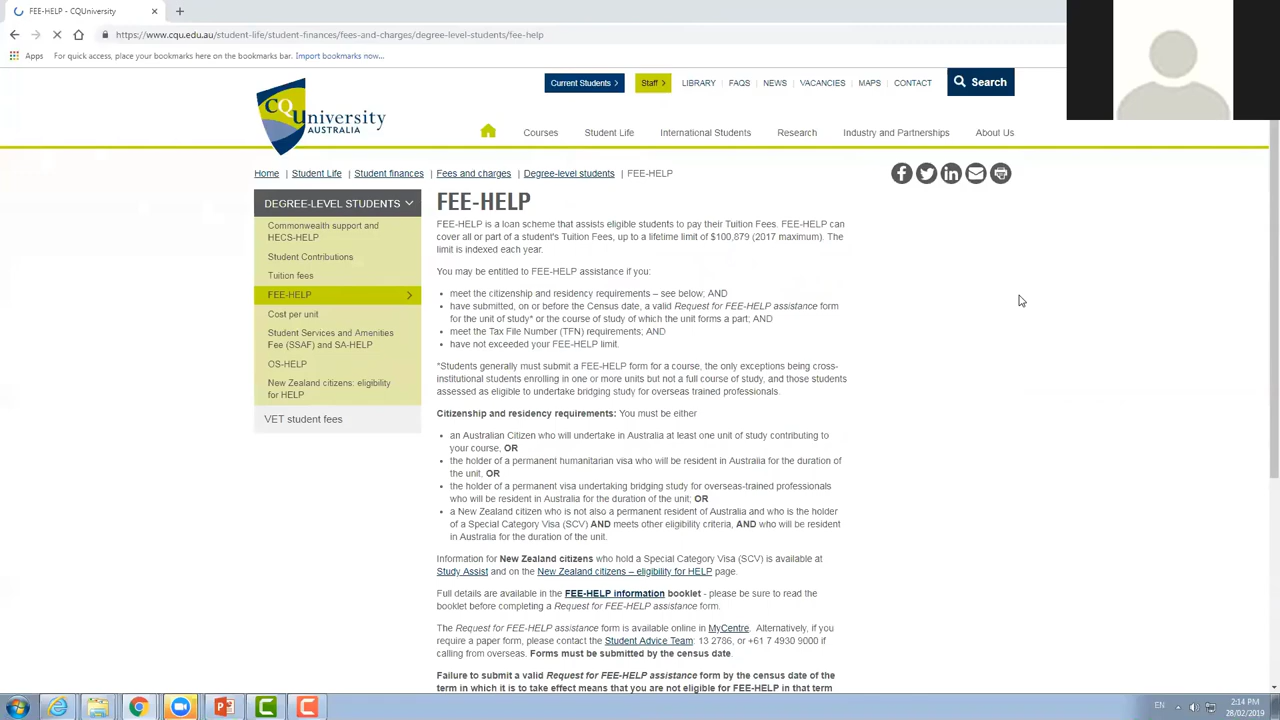 FEE-HELP - CQUniversity
https://www.cqu.edu.au/student-life/student-finances/fees-and-charges/degree-level-students/fee-help
Apps For quick access, place your bookmarks here on the bookmarks bar. Import bookmarks now...
Current Students > Staff > LIBRARY FAQS NEWS VACANCIES MAPS CONTACT Search
CQUniversity
AUSTRALIA
Courses Student Life International Students Research Industry and Partnerships About Us
Home | Student Life | Student finances | Fees and charges | Degree-level students | FEE-HELP
DEGREE-LEVEL STUDENTS
Commonwealth support and
HECS-HELP
Student Contributions
Tuition fees
FEE-HELP
Cost per unit
Student Services and Amenities
Fee (SSAF) and SA-HELP
OS-HELP
New Zealand citizens: eligibility
for HELP
VET student fees
FEE-HELP
FEE-HELP is a loan scheme that assists eligible students to pay their Tuition Fees. FEE-HELP can
cover all or part of a student's Tuition Fees, up to a lifetime limit of $100,879 (2017 maximum). The
limit is indexed each year.
You may be entitled to FEE-HELP assistance if you:
• meet the citizenship and residency requirements – see below; AND
• have submitted, on or before the Census date, a valid Request for FEE-HELP assistance form
for the unit of study* or the course of study of which the unit forms a part; AND
• meet the Tax File Number (TFN) requirements; AND
• have not exceeded your FEE-HELP limit.
*Students generally must submit a FEE-HELP form for a course, the only exceptions being cross-
institutional students enrolling in one or more units but not a full course of study, and those students
assessed as eligible to undertake bridging study for overseas trained professionals.
Citizenship and residency requirements: You must be either
• an Australian Citizen who will undertake in Australia at least one unit of study contributing to
your course, OR
• the holder of a permanent humanitarian visa who will be resident in Australia for the duration of
the unit, OR
• the holder of a permanent visa undertaking bridging study for overseas-trained professionals
who will be resident in Australia for the duration of the unit; OR
• a New Zealand citizen who is not also a permanent resident of Australia and who is the holder
of a Special Category Visa (SCV) AND meets other eligibility criteria, AND who will be resident
in Australia for the duration of the unit.
Information for New Zealand citizens who hold a Special Category Visa (SCV) is available at
Study Assist and on the New Zealand citizens – eligibility for HELP page.
Full details are available in the FEE-HELP information booklet - please be sure to read the
booklet before completing a Request for FEE-HELP assistance form.
The Request for FEE-HELP assistance form is available online in MyCentre. Alternatively, if you
require a paper form, please contact the Student Advice Team: 13 2786, or +61 7 4930 9000 if
calling from overseas. Forms must be submitted by the census date.
Failure to submit a valid Request for FEE-HELP assistance form by the census date of the
term in which it is to take effect means that you are not eligible for FEE-HELP in that term
EN
2:14 PM
28/02/2019